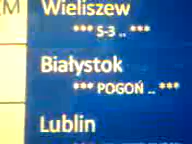 M
Wieliszew
*** S-3 .. ***
Białystok
*** POGOŃ .. ***
Lublin